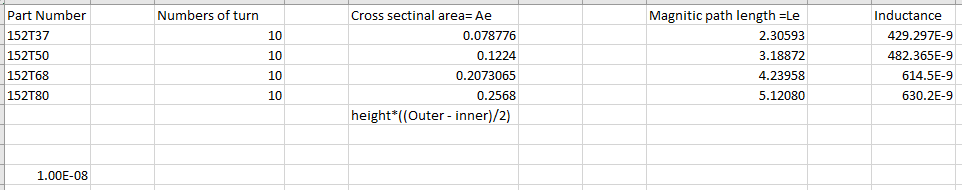 Part Number Numbers of turn Cross sectinal area= Ae Magnitic path length =Le Inductance
152T37 10 0.078776 2.30593 429.297E-9
152T50 10 0.1224 3.18872 482.365E-9
152T68 10 0.2073065 4.23958 614.5E-9
152T80 10 0.2568 5.12080 630.2E-9
height*((Outer - inner)/2)
1.00E-08